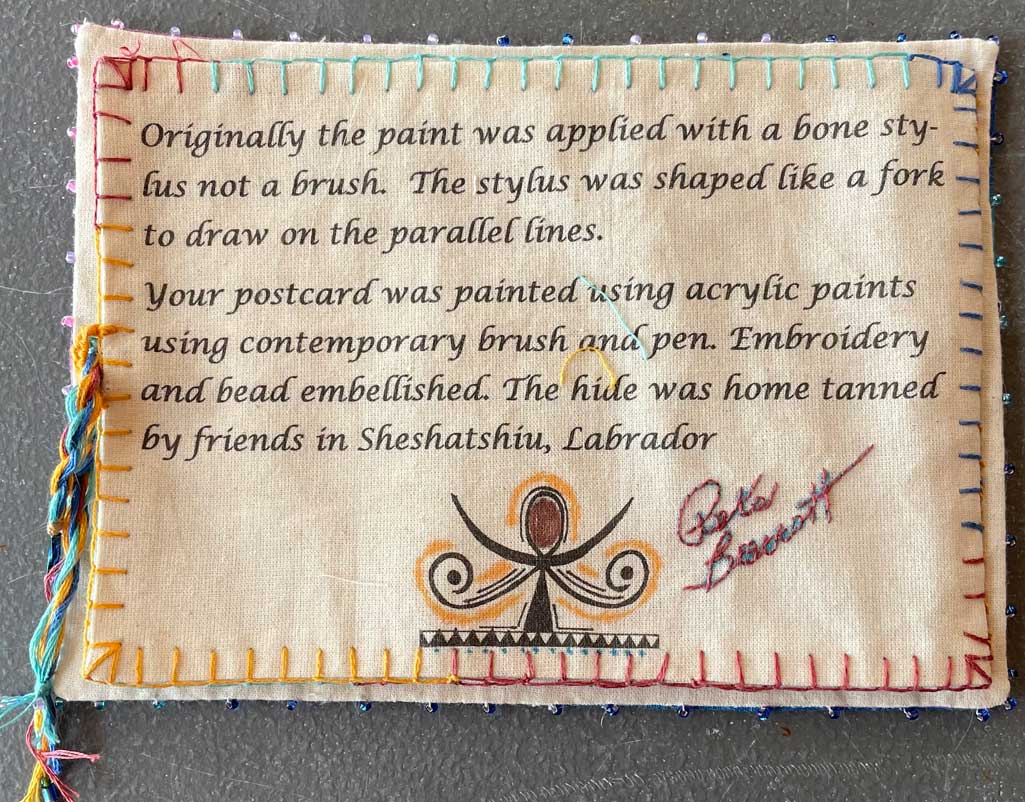 Originally the paint was applied with a bone sty-
lus not a brush. The stylus was shaped like a fork
to draw on the parallel lines.
Your postcard was painted using acrylic paints
using contemporary brush and pen. Embroidery
and bead embellished. The hide was home tanned
by friends in Sheshatshiu, Labrador